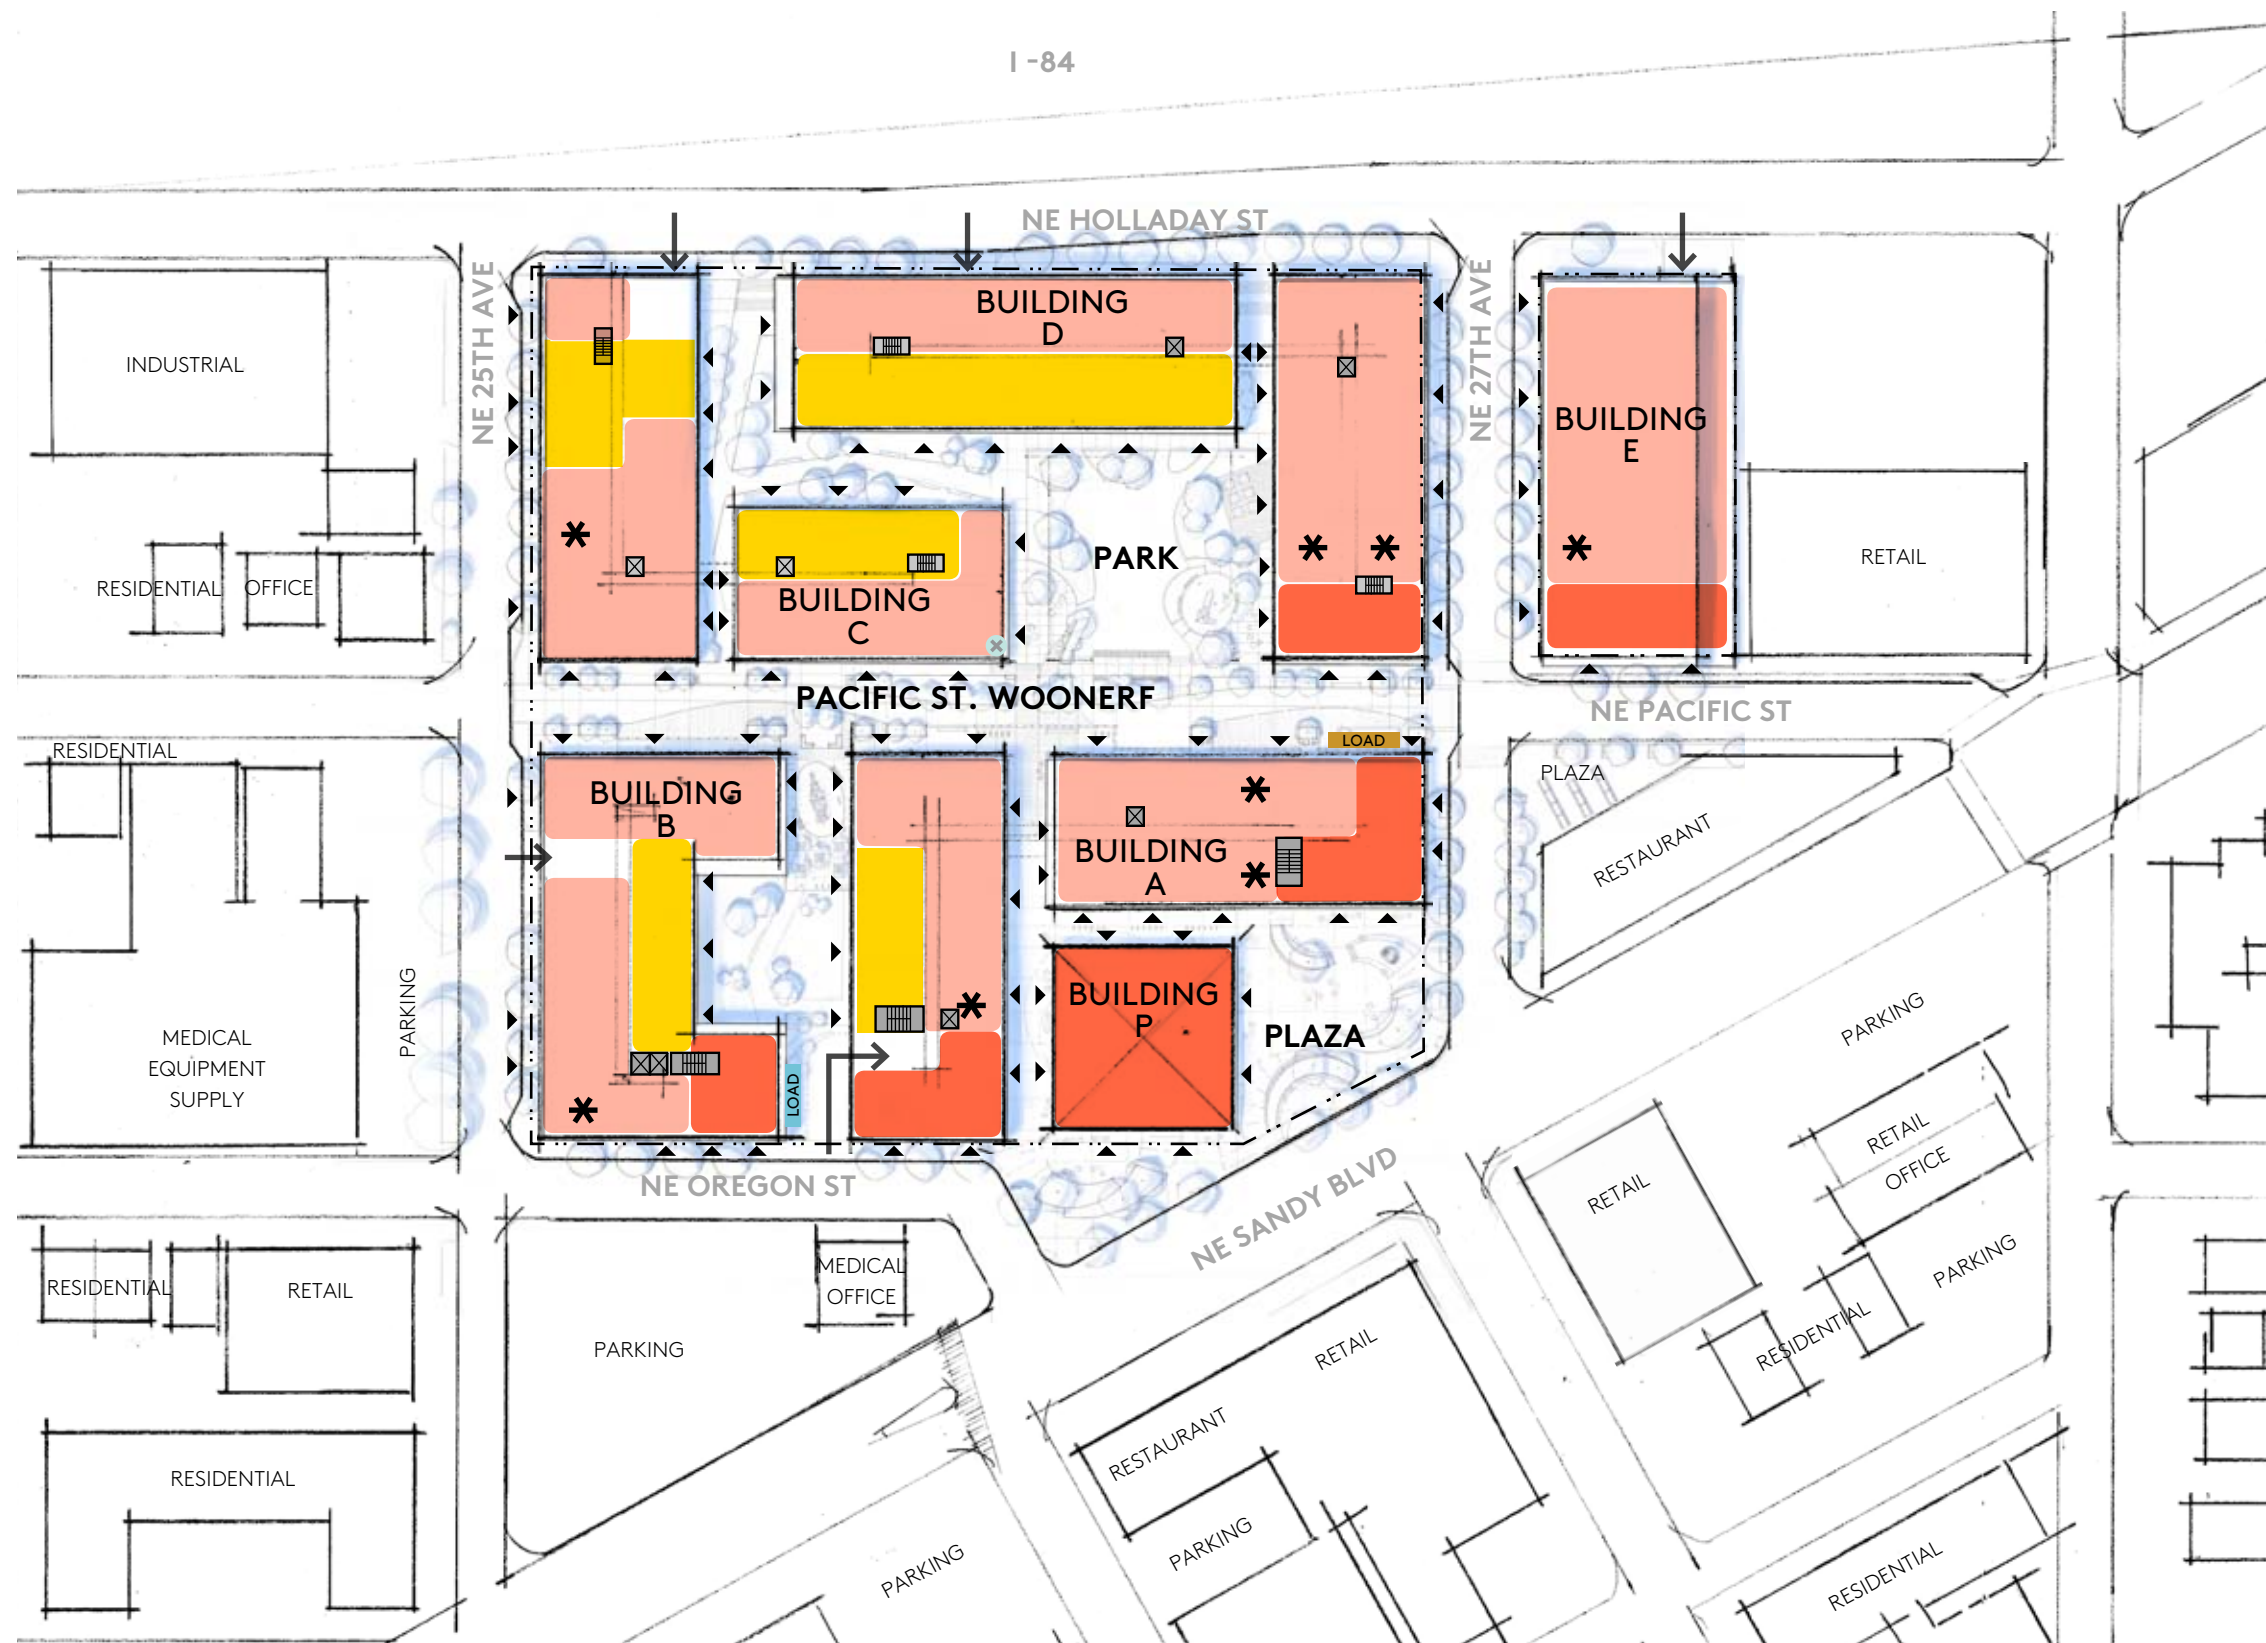 I -84
NE HOLLADAY ST
NE 25TH AVE
NE 27TH AVE
BUILDING
D
INDUSTRIAL
BUILDING
E
PARK
RETAIL
RESIDENTIAL
OFFICE
BUILDING
C
PACIFIC ST. WOONERF
NE PACIFIC ST
LOAD
RESIDENTIAL
PLAZA
BUILDING
B
RESTAURANT
BUILDING
A
PARKING
BUILDING
P
PLAZA
PARKING
MEDICAL
EQUIPMENT
SUPPLY
LOAD
RETAIL
OFFICE
NE OREGON ST
NE SANDY BLVD
RETAIL
PARKING
RESIDENTIAL
RETAIL
MEDICAL
OFFICE
PARKING
RETAIL
RESIDENTIAL
RESTAURANT
RESIDENTIAL
PARKING
PARKING
RESIDENTIAL